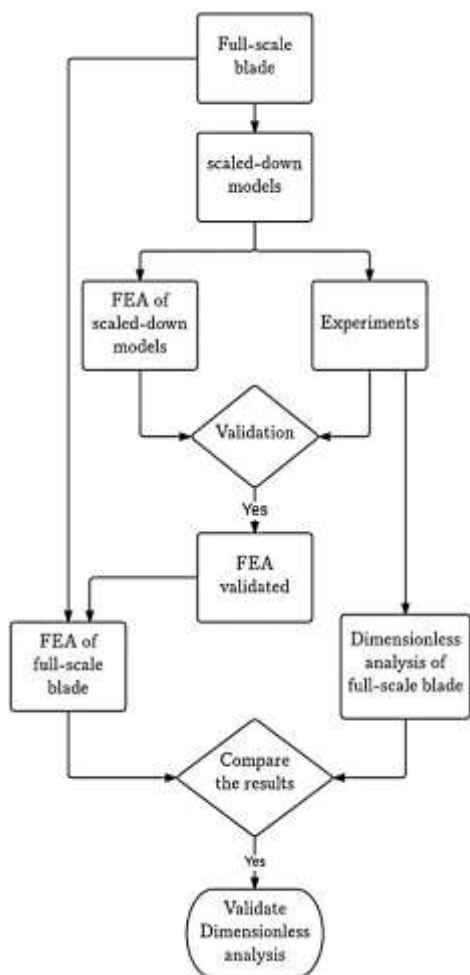 Full-scale
blade
scaled-down
models
FEA of
scaled-down
models
Experiments
Validation
Yes
FEA
validated
FEA of
full-scale
blade
Dimensionless
analysis of
full-scale blade
Compare
the results
Yes
Validate
Dimensionless
analysis